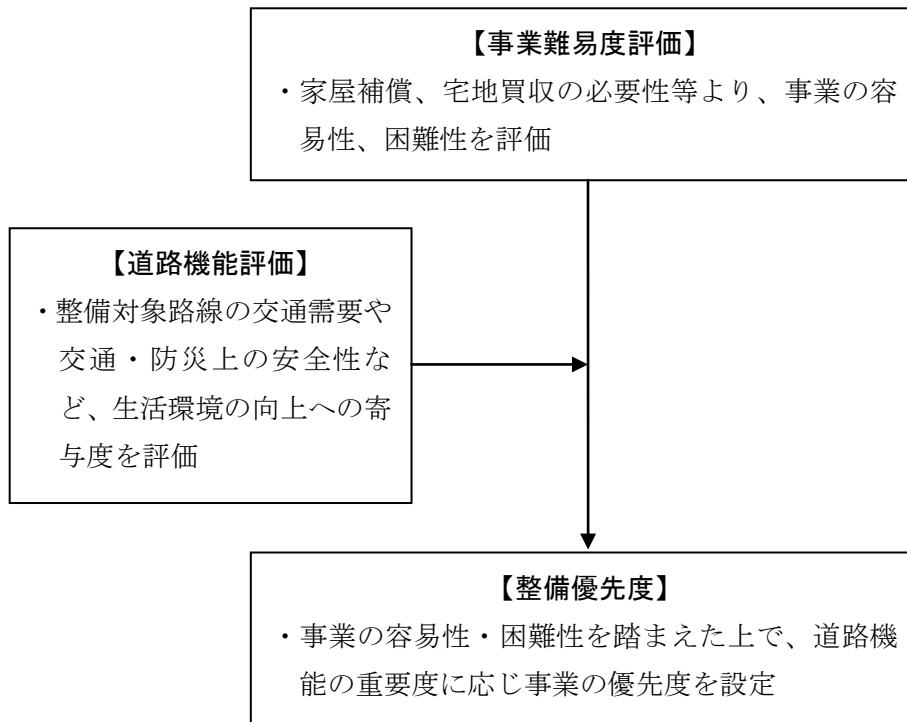 【事業難易度評価】
・家屋補償、宅地買収の必要性等より、事業の容
易性、困難性を評価
【道路機能評価】
・整備対象路線の交通需要や
交通・防災上の安全性な
ど、生活環境の向上への寄
与度を評価
【整備優先度】
・事業の容易性・困難性を踏まえた上で、道路機
能の重要度に応じ事業の優先度を設定